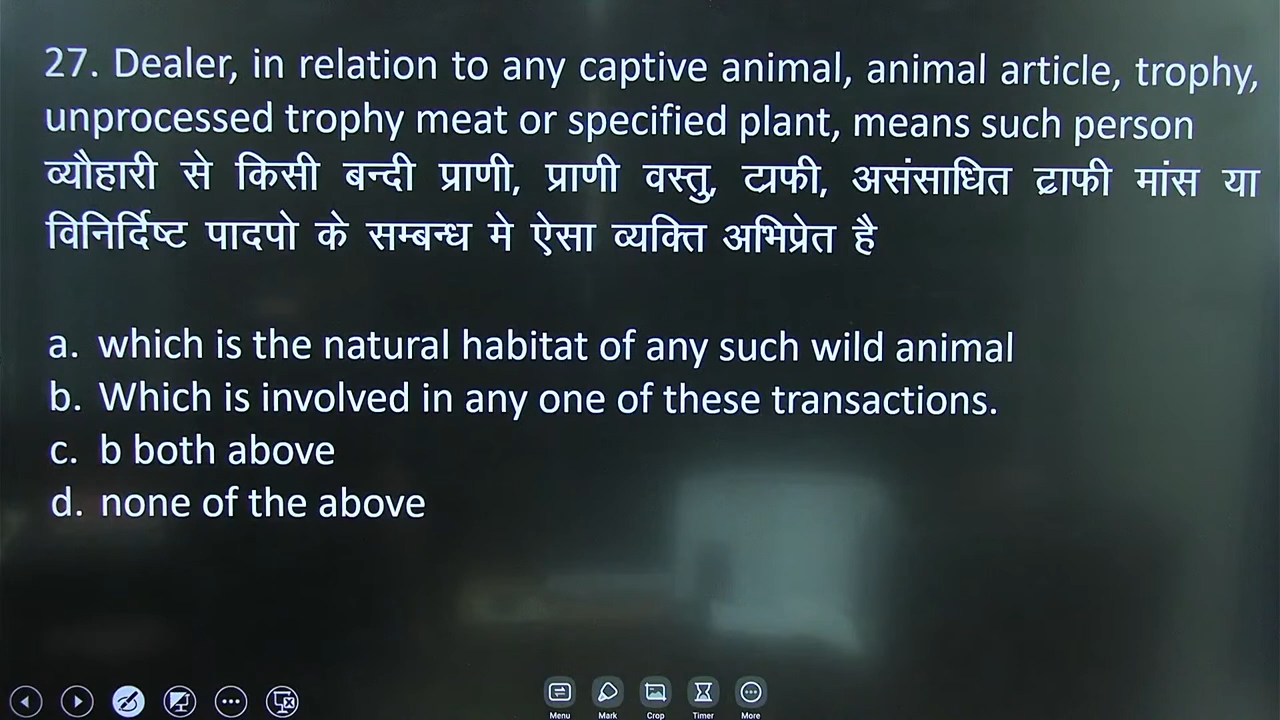 27. Dealer, in relation to any captive animal, animal article, trophy,
unprocessed trophy meat or specified plant, means such person
व्यौहारी से किसी बन्दी प्राणी, प्राणी वस्तु, टाफी, असंसाधित ट्राफी मांस या
विनिर्दिष्ट पादपो के सम्बन्ध मे ऐसा व्यक्ति अभिप्रेत है
a. which is the natural habitat of any such wild animal
b. Which is involved in any one of these transactions.
c. b both above
d. none of the above
Menu Mark Crop Timer More